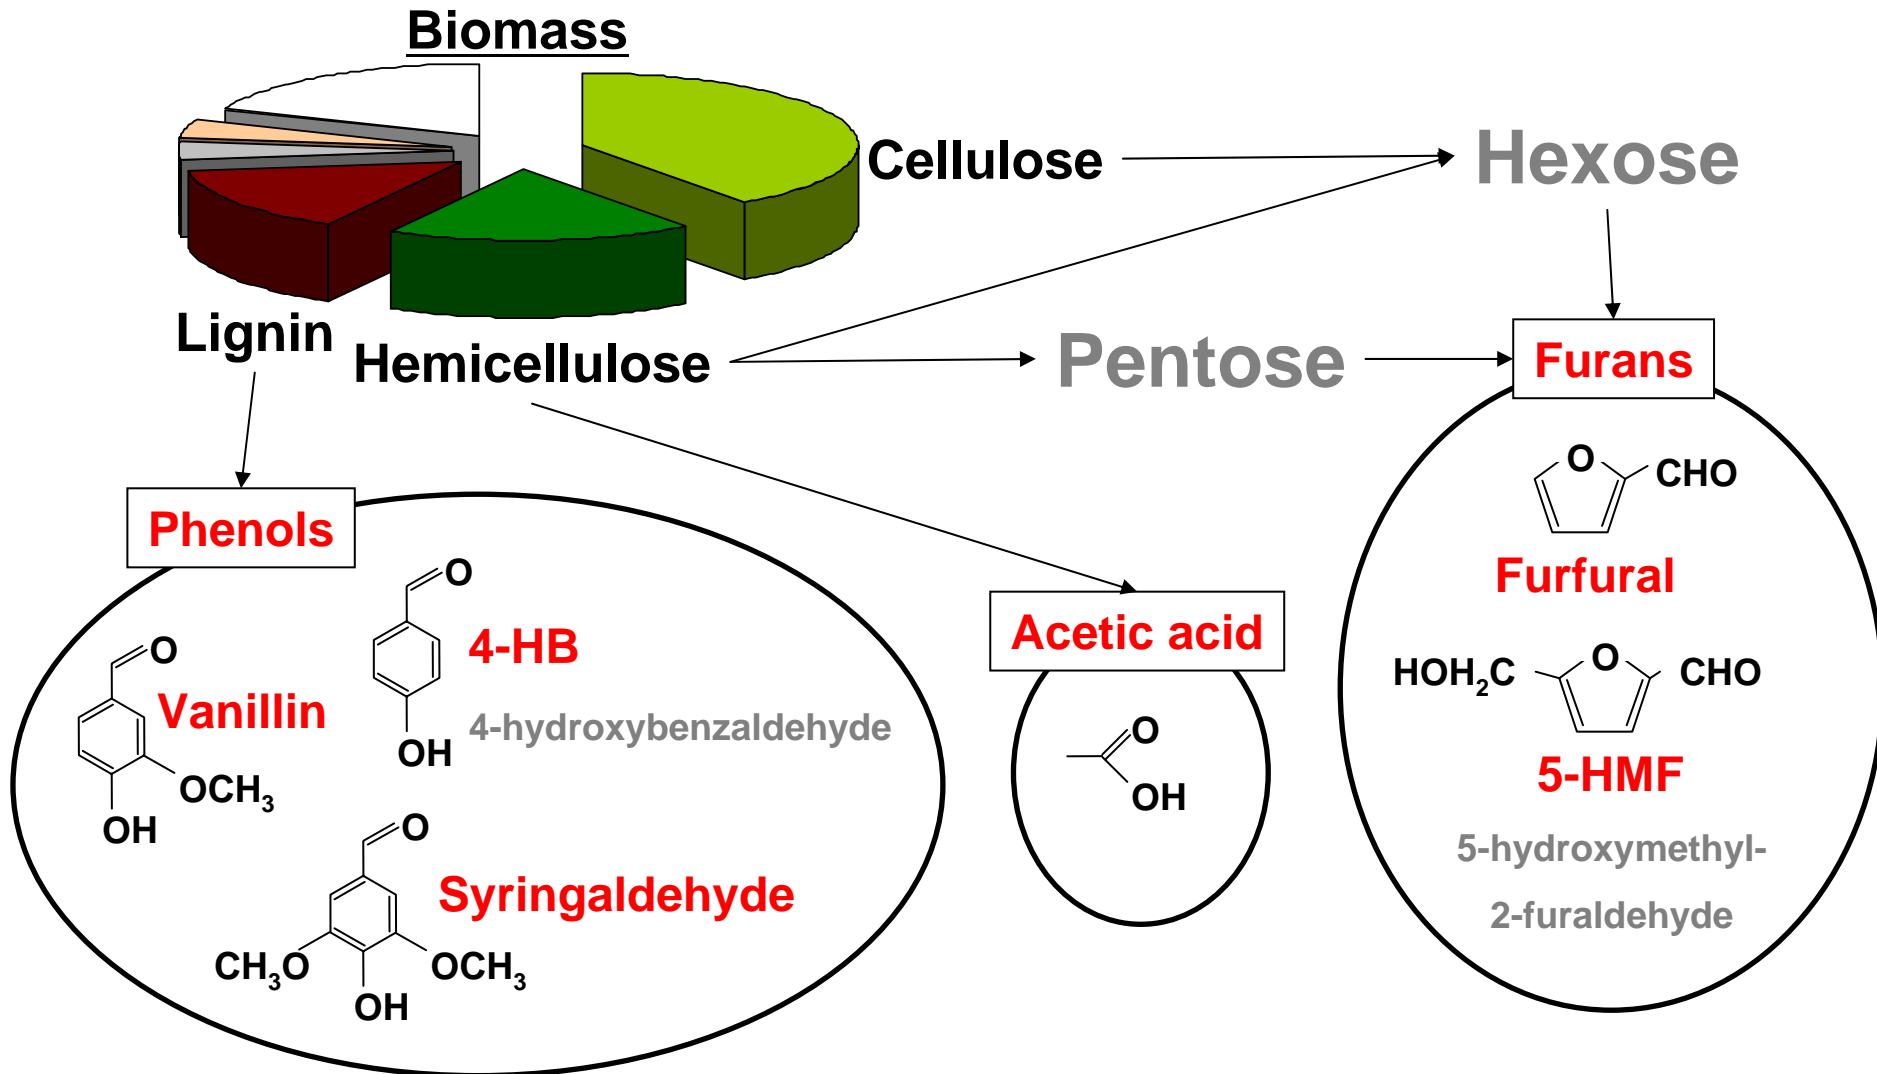 Biomass
Cellulose
Hexose
Lignin
Hemicellulose
Pentose
Furans
O
CHO
Furfural
HOH₂C
O
CHO
5-HMF
5-hydroxymethyl-
2-furaldehyde
Phenols
O
4-HB
4-hydroxybenzaldehyde
OH
O
Vanillin
OCH₃
OH
O
Syringaldehyde
CH₃O
OCH₃
OH
Acetic acid
O
OH